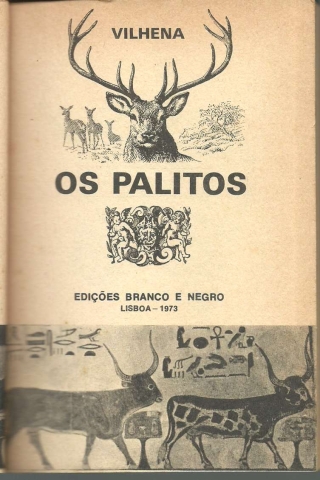 VILHENA
OS PALITOS
EDIÇÕES BRANCO E NEGRO
LISBOA – 1973